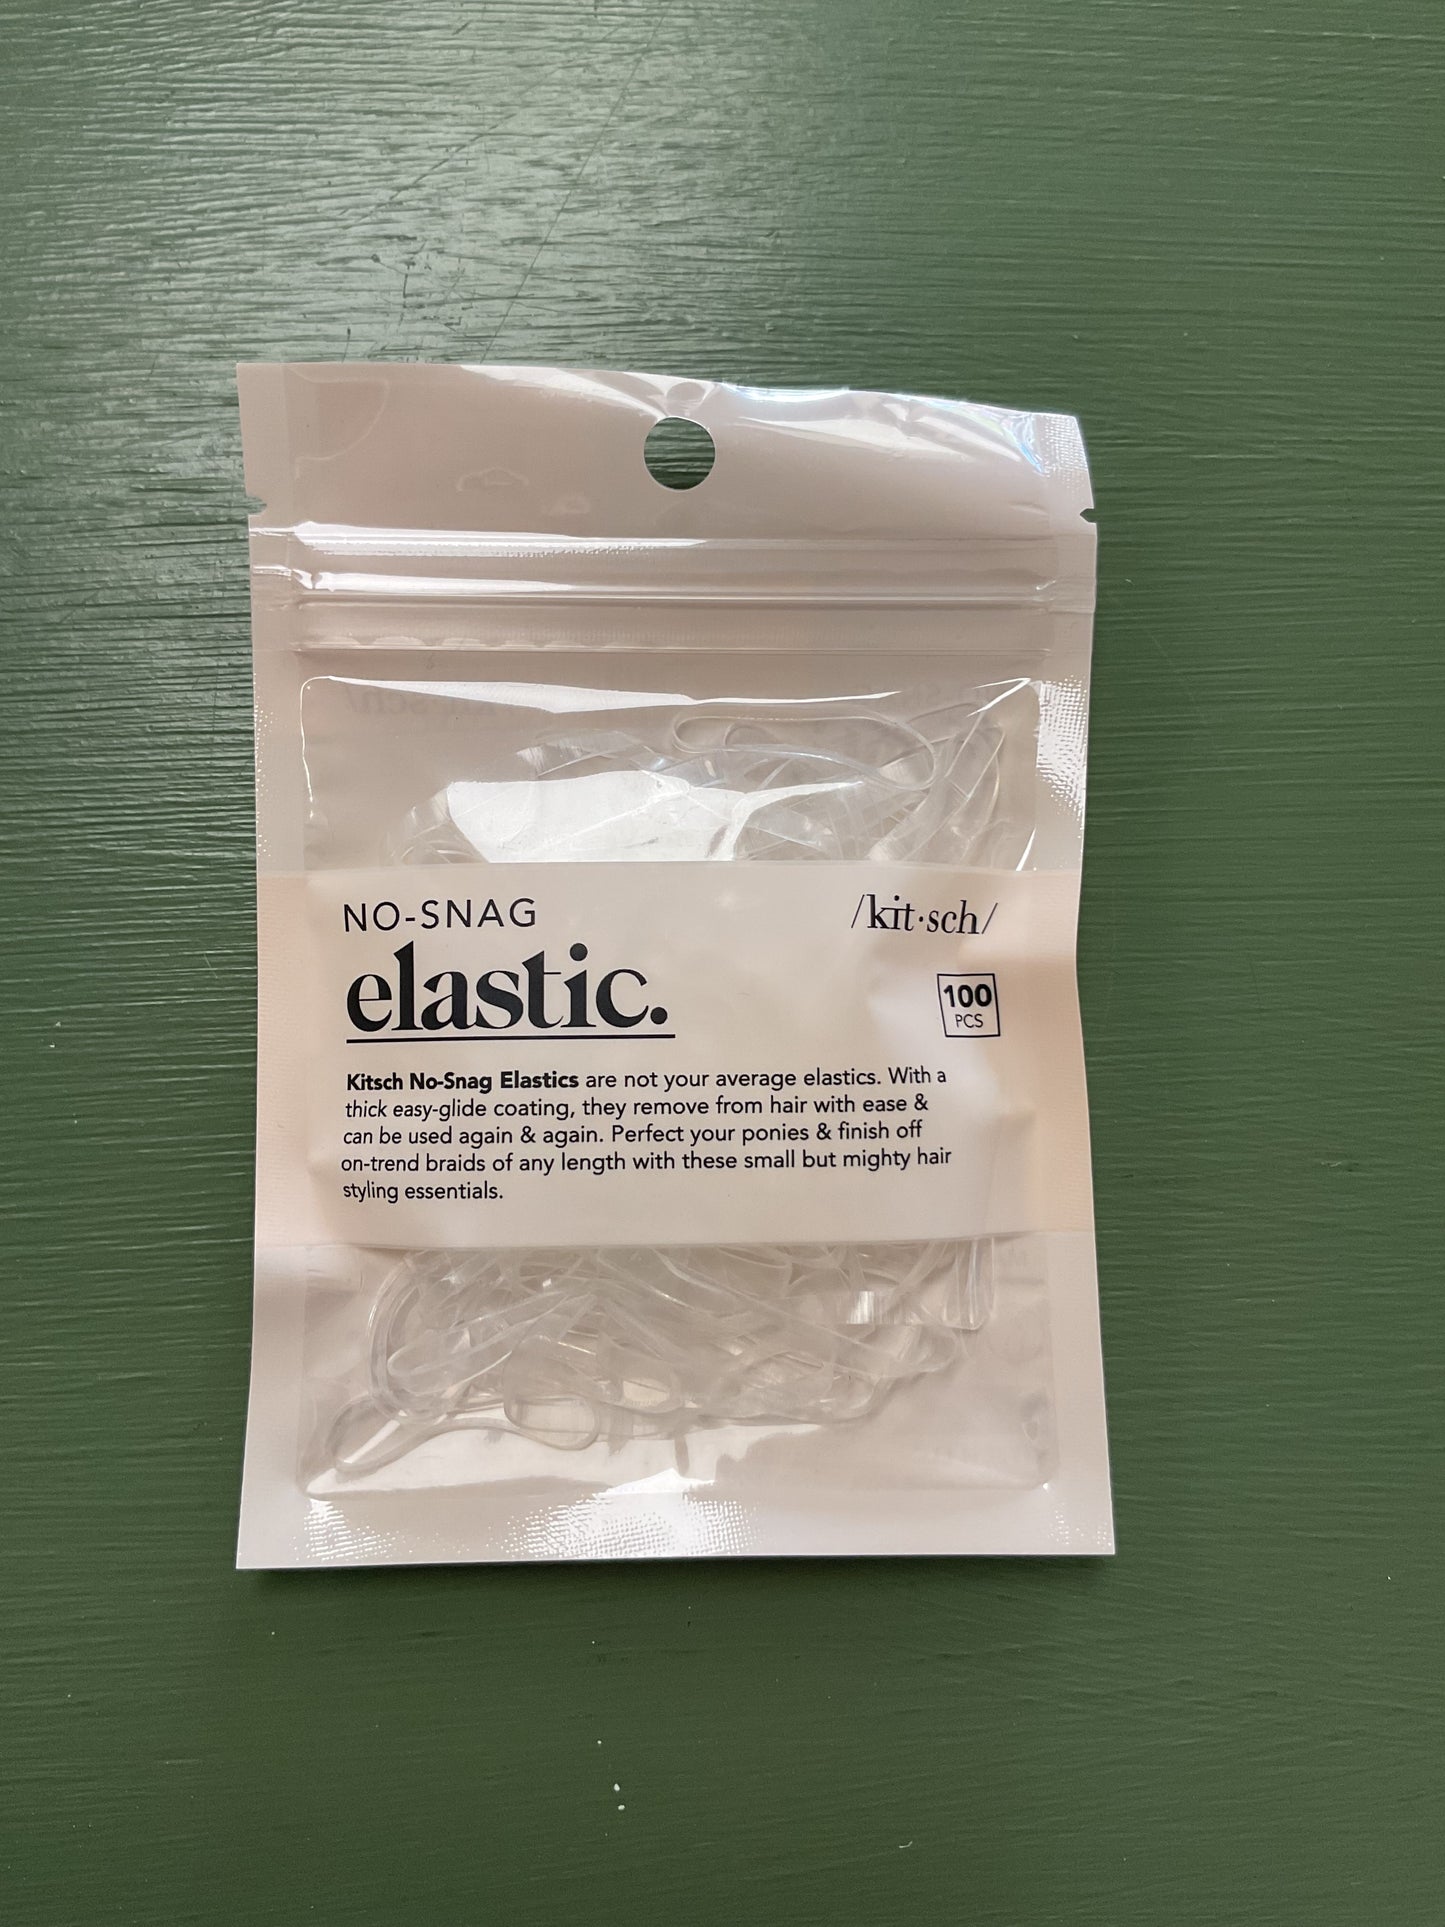 NO-SNAG
elastic.
/kit·sch/
100
PCS
Kitsch No-Snag Elastics are not your average elastics. With a
thick easy-glide coating, they remove from hair with ease &
can be used again & again. Perfect your ponies & finish off
on-trend braids of any length with these small but mighty hair
styling essentials.